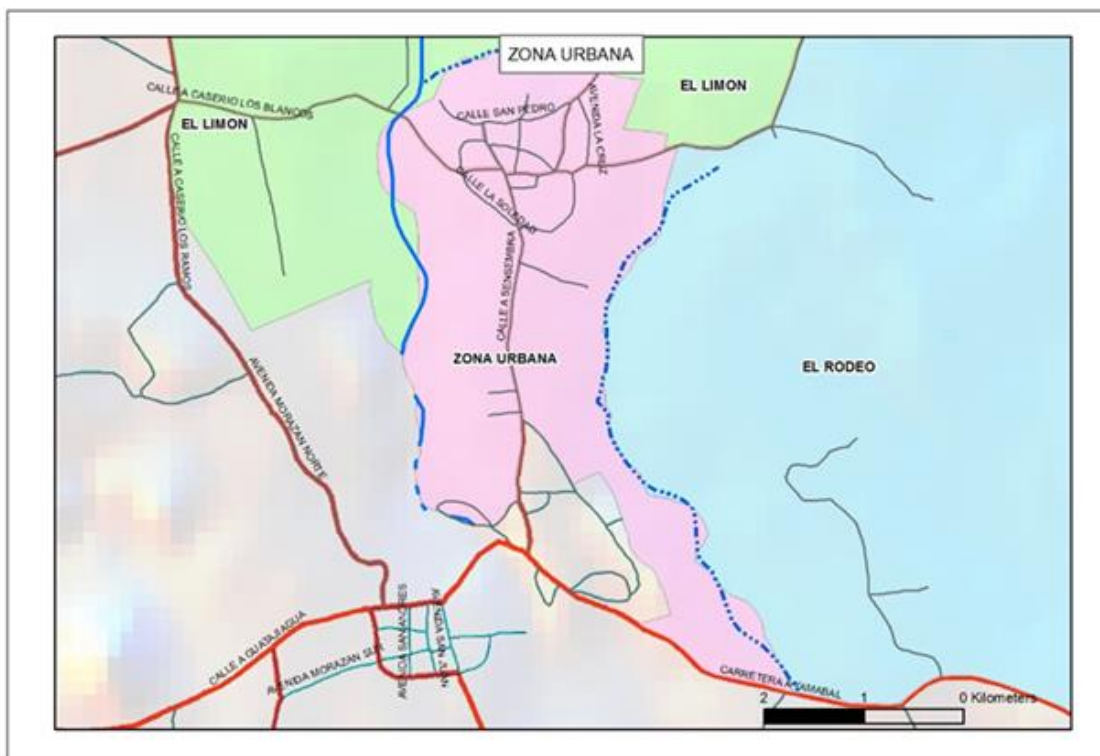 ZONA URBANA
EL LIMON
CALLE A CASERIO LOS BLANCOS
CALLE SAN PEDRO
AVENIDA LA CRUZ
EL LIMON
CALLE A CASERIO LOS RAMOS
CALLE LA SOLEDAD
CALLE A SENSEMBRA
ZONA URBANA
EL RODEO
AVENIDA MORAZAN NORTE
AVENIDA SAN ANDRES
AVENIDA SAN JUAN
CALLE A GUATAJIAGUA
AVENIDA MORAZAN SUR
CARRETERA A YAMABAL
2 1 0 Kilometers